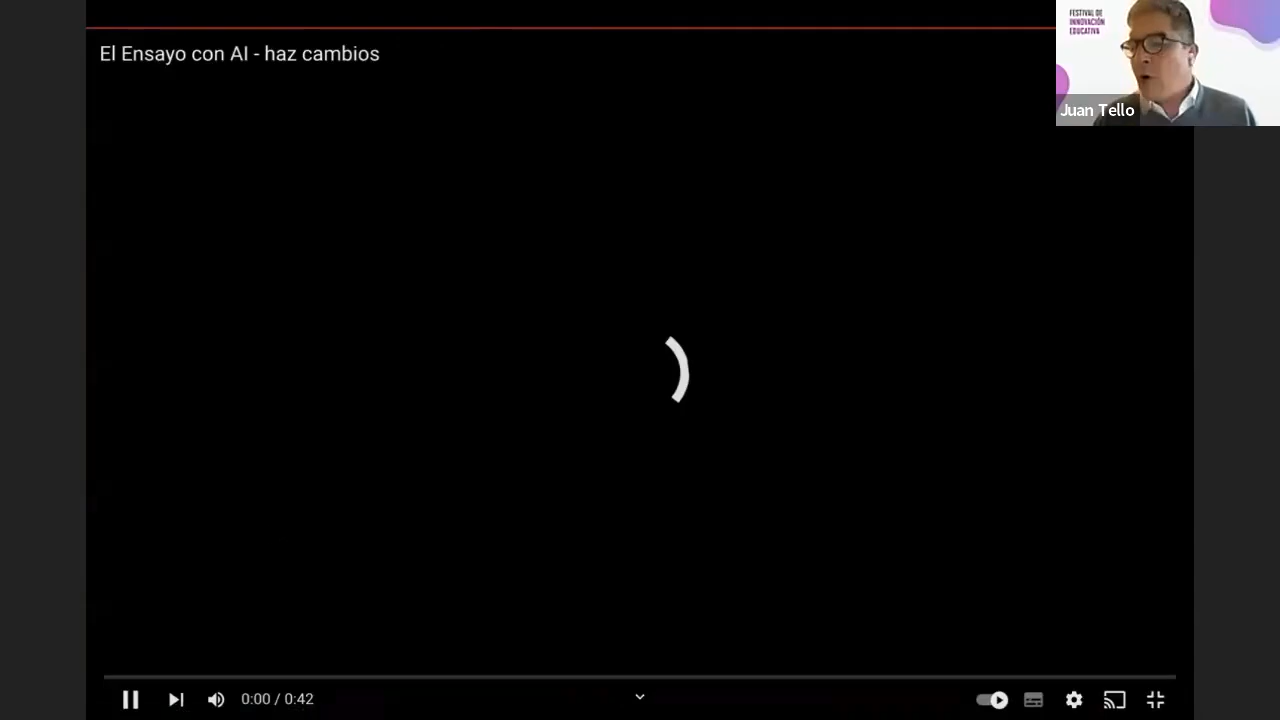 El Ensayo con AI - haz cambios
FESTIVAL DE
INNOVACIÓN
EDUCATIVA
Juan Tello
0:00 / 0:42